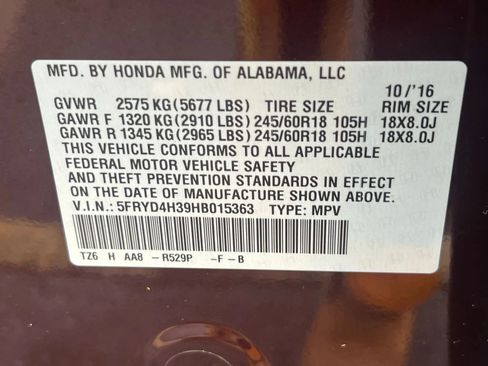 MFD. BY HONDA MFG. OF ALABAMA, LLC 10/'16
GVWR 2575 KG(5677 LBS) TIRE SIZE RIM SIZE
GAWR F 1320 KG(2910 LBS)245/60R18 105H 18X8.0J
GAWR R 1345 KG(2965 LBS)245/60R18 105H 18X8.0J
THIS VEHICLE CONFORMS TO ALL APPLICABLE
FEDERAL MOTOR VEHICLE SAFETY
AND THEFT PREVENTION STANDARDS IN EFFECT
ON THE DATE OF MANUFACTURE SHOWN ABOVE.
V.I.N.: 5FRYD4H39HB015363 TYPE: MPV
TZ6 H AA8 -R529P -F-B